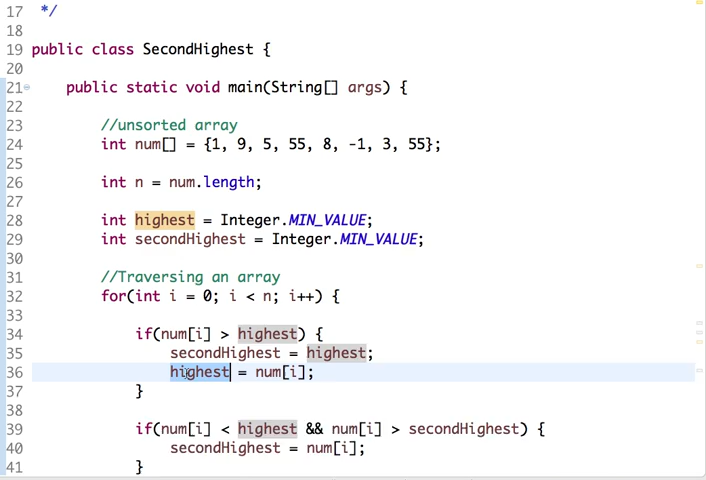 17 */
18
19 public class SecondHighest {
20
21 public static void main(String[] args) {
22
23 //unsorted array
24 int num[] = {1, 9, 5, 55, 8, -1, 3, 55};
25
26 int n = num.length;
27
28 int highest = Integer.MIN_VALUE;
29 int secondHighest = Integer.MIN_VALUE;
30
31 //Traversing an array
32 for(int i = 0; i < n; i++) {
33
34 if(num[i] > highest) {
35 secondHighest = highest;
36 highest = num[i];
37 }
38
39 if(num[i] < highest && num[i] > secondHighest) {
40 secondHighest = num[i];
41 }